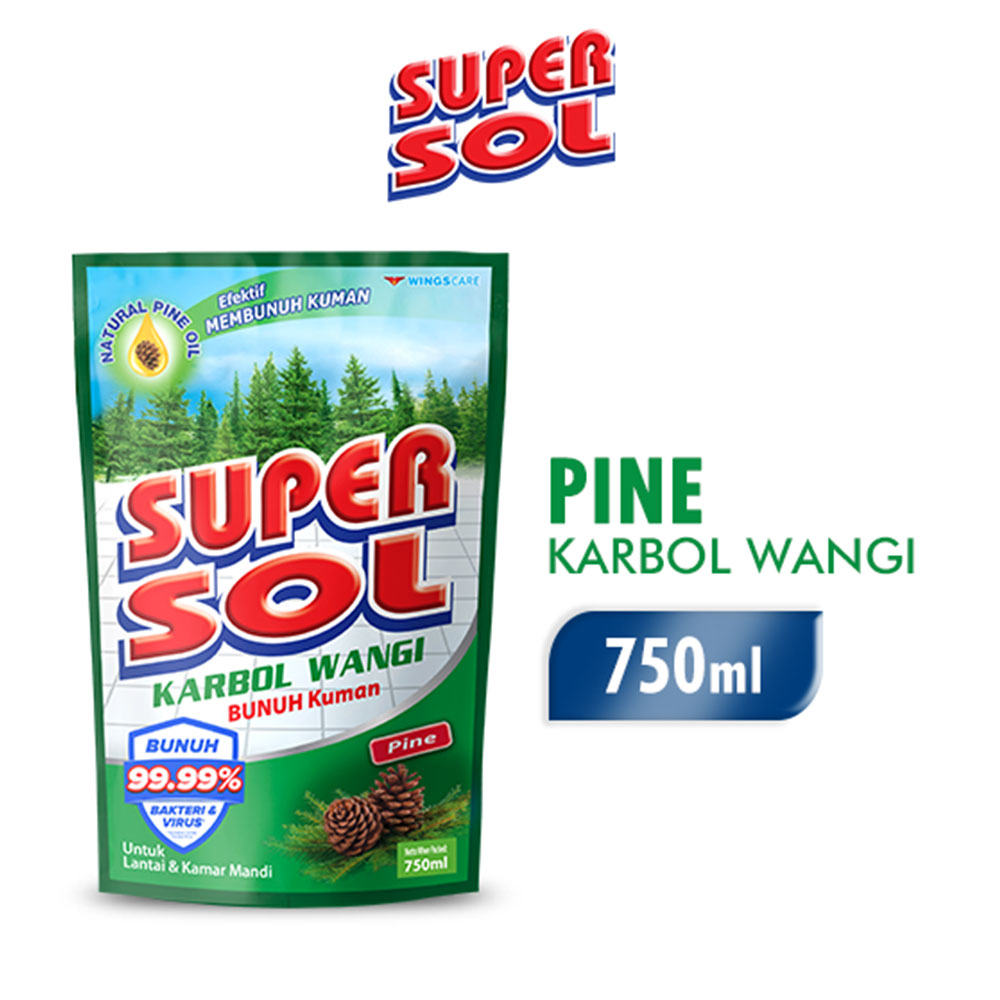 SUPER
SOL
WINGSCARE
NATURAL PINE OIL
Efektif
MEMBUNUH KUMAN
SUPER
SOL
KARBOL WANGI
BUNUH Kuman
Pine
BUNUH
99.99%
BAKTERI &
VIRUS
Untuk
Lantai & Kamar Mandi
750ml
PINE
KARBOL WANGI
750ml